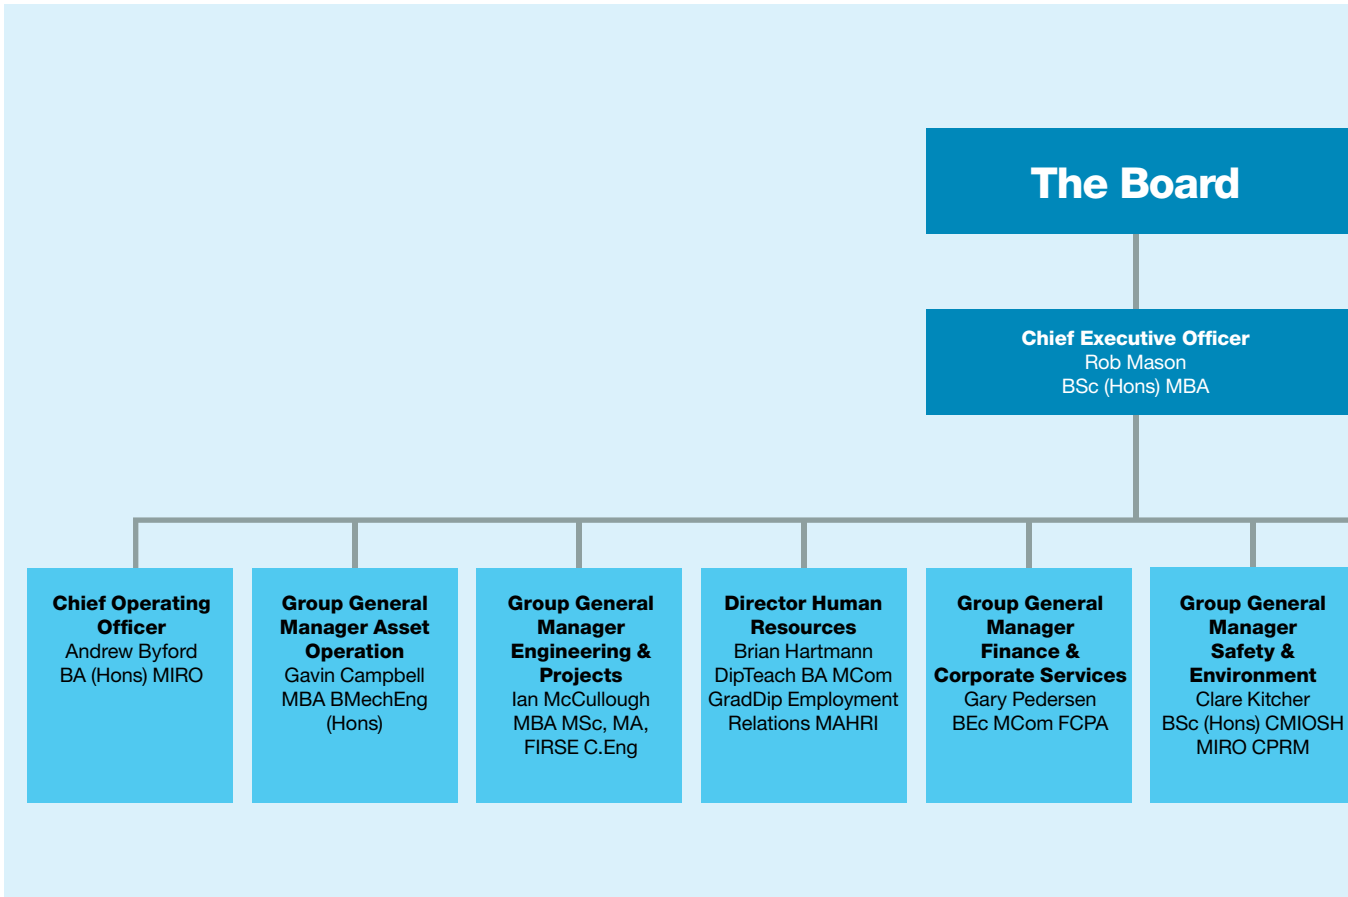 The Board
Chief Executive Officer
Rob Mason
BSc (Hons) MBA
Chief Operating
Officer
Andrew Byford
BA (Hons) MIRO
Group General
Manager Asset
Operation
Gavin Campbell
MBA BMechEng
(Hons)
Group General
Manager
Engineering &
Projects
Ian McCullough
MBA MSc, MA,
FIRSE C.Eng
Director Human
Resources
Brian Hartmann
DipTeach BA MCom
GradDip Employment
Relations MAHRI
Group General
Manager
Finance &
Corporate Services
Gary Pedersen
BEc MCom FCPA
Group General
Manager
Safety &
Environment
Clare Kitcher
BSc (Hons) CMIOSH
MIRO CPRM